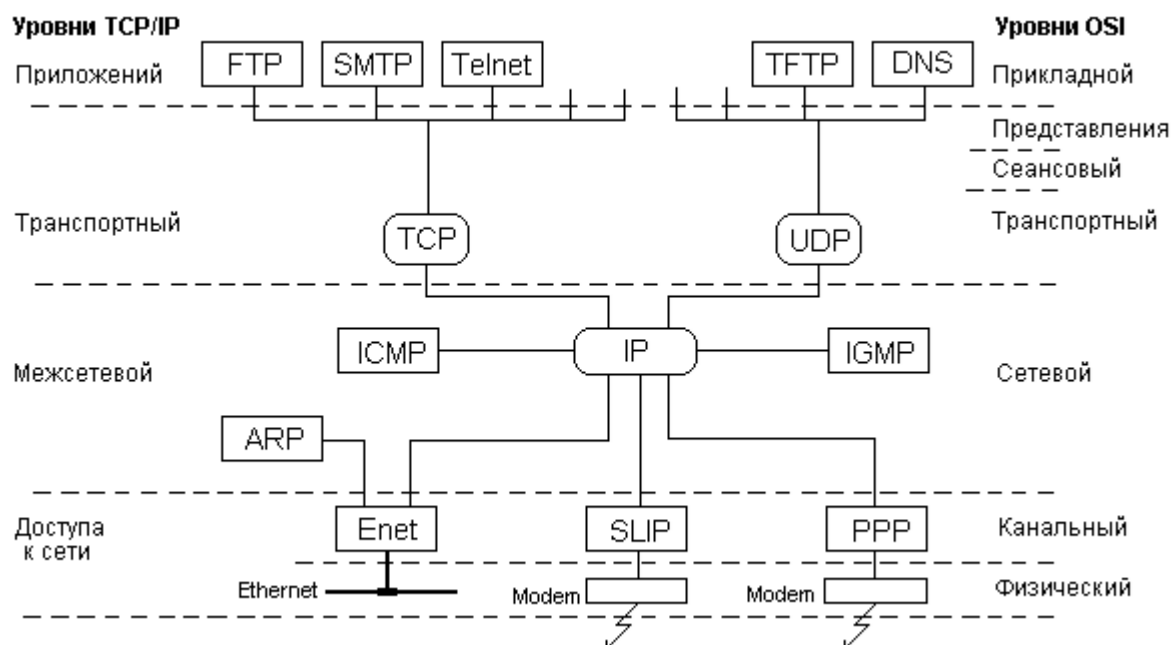 Уровни TCP/IP
Уровни OSI
Приложений
FTP
SMTP
Telnet
TFTP
DNS
Прикладной
Представления
Сеансовый
Транспортный
TCP
UDP
Транспортный
ICMP
IP
IGMP
Межсетевой
Сетевой
ARP
Доступа
к сети
Enet
SLIP
PPP
Канальный
Ethernet
Modem
Modem
Физический